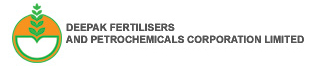 DEEPAK FERTILISERS
AND PETROCHEMICALS CORPORATION LIMITED